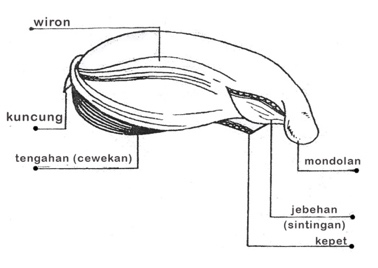 wiron
kuncung
tengahan (cewekan)
mondolan
jebehan
(sintingan)
kepet